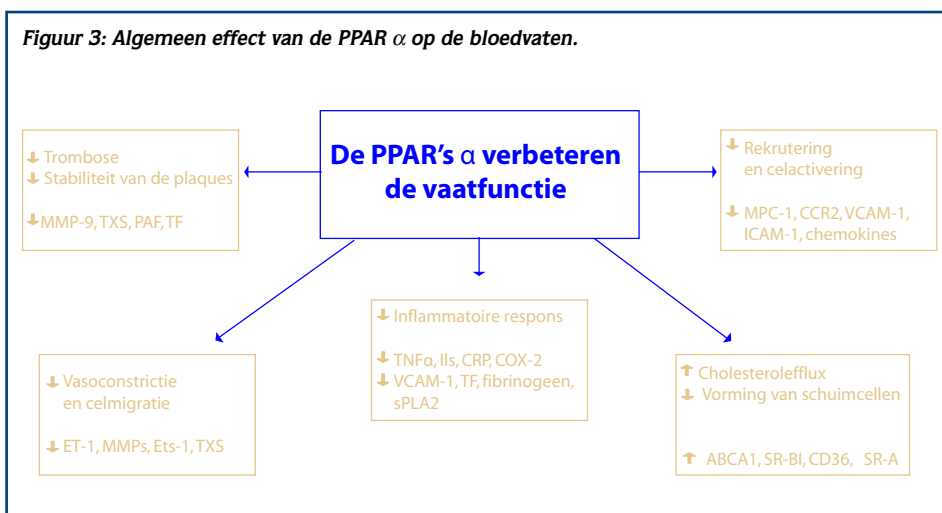 Figuur 3: Algemeen effect van de PPAR α op de bloedvaten.
De PPAR's α verbeteren
de vaatfunctie
↓ Trombose
↓ Stabiliteit van de plaques
↓ MMP-9, TXS, PAF, TF
↓ Rekrutering
en celactivering
↓ MPC-1, CCR2, VCAM-1,
ICAM-1, chemokines
↓ Vasoconstrictie
en celmigratie
↓ ET-1, MMPs, Ets-1, TXS
↓ Inflammatoire respons
↓ TNFα, Ils, CRP, COX-2
↓ VCAM-1, TF, fibrinogeen,
sPLA2
↑ Cholesterolefflux
↓ Vorming van schuimcellen
↑ ABCA1, SR-BI, CD36, SR-A